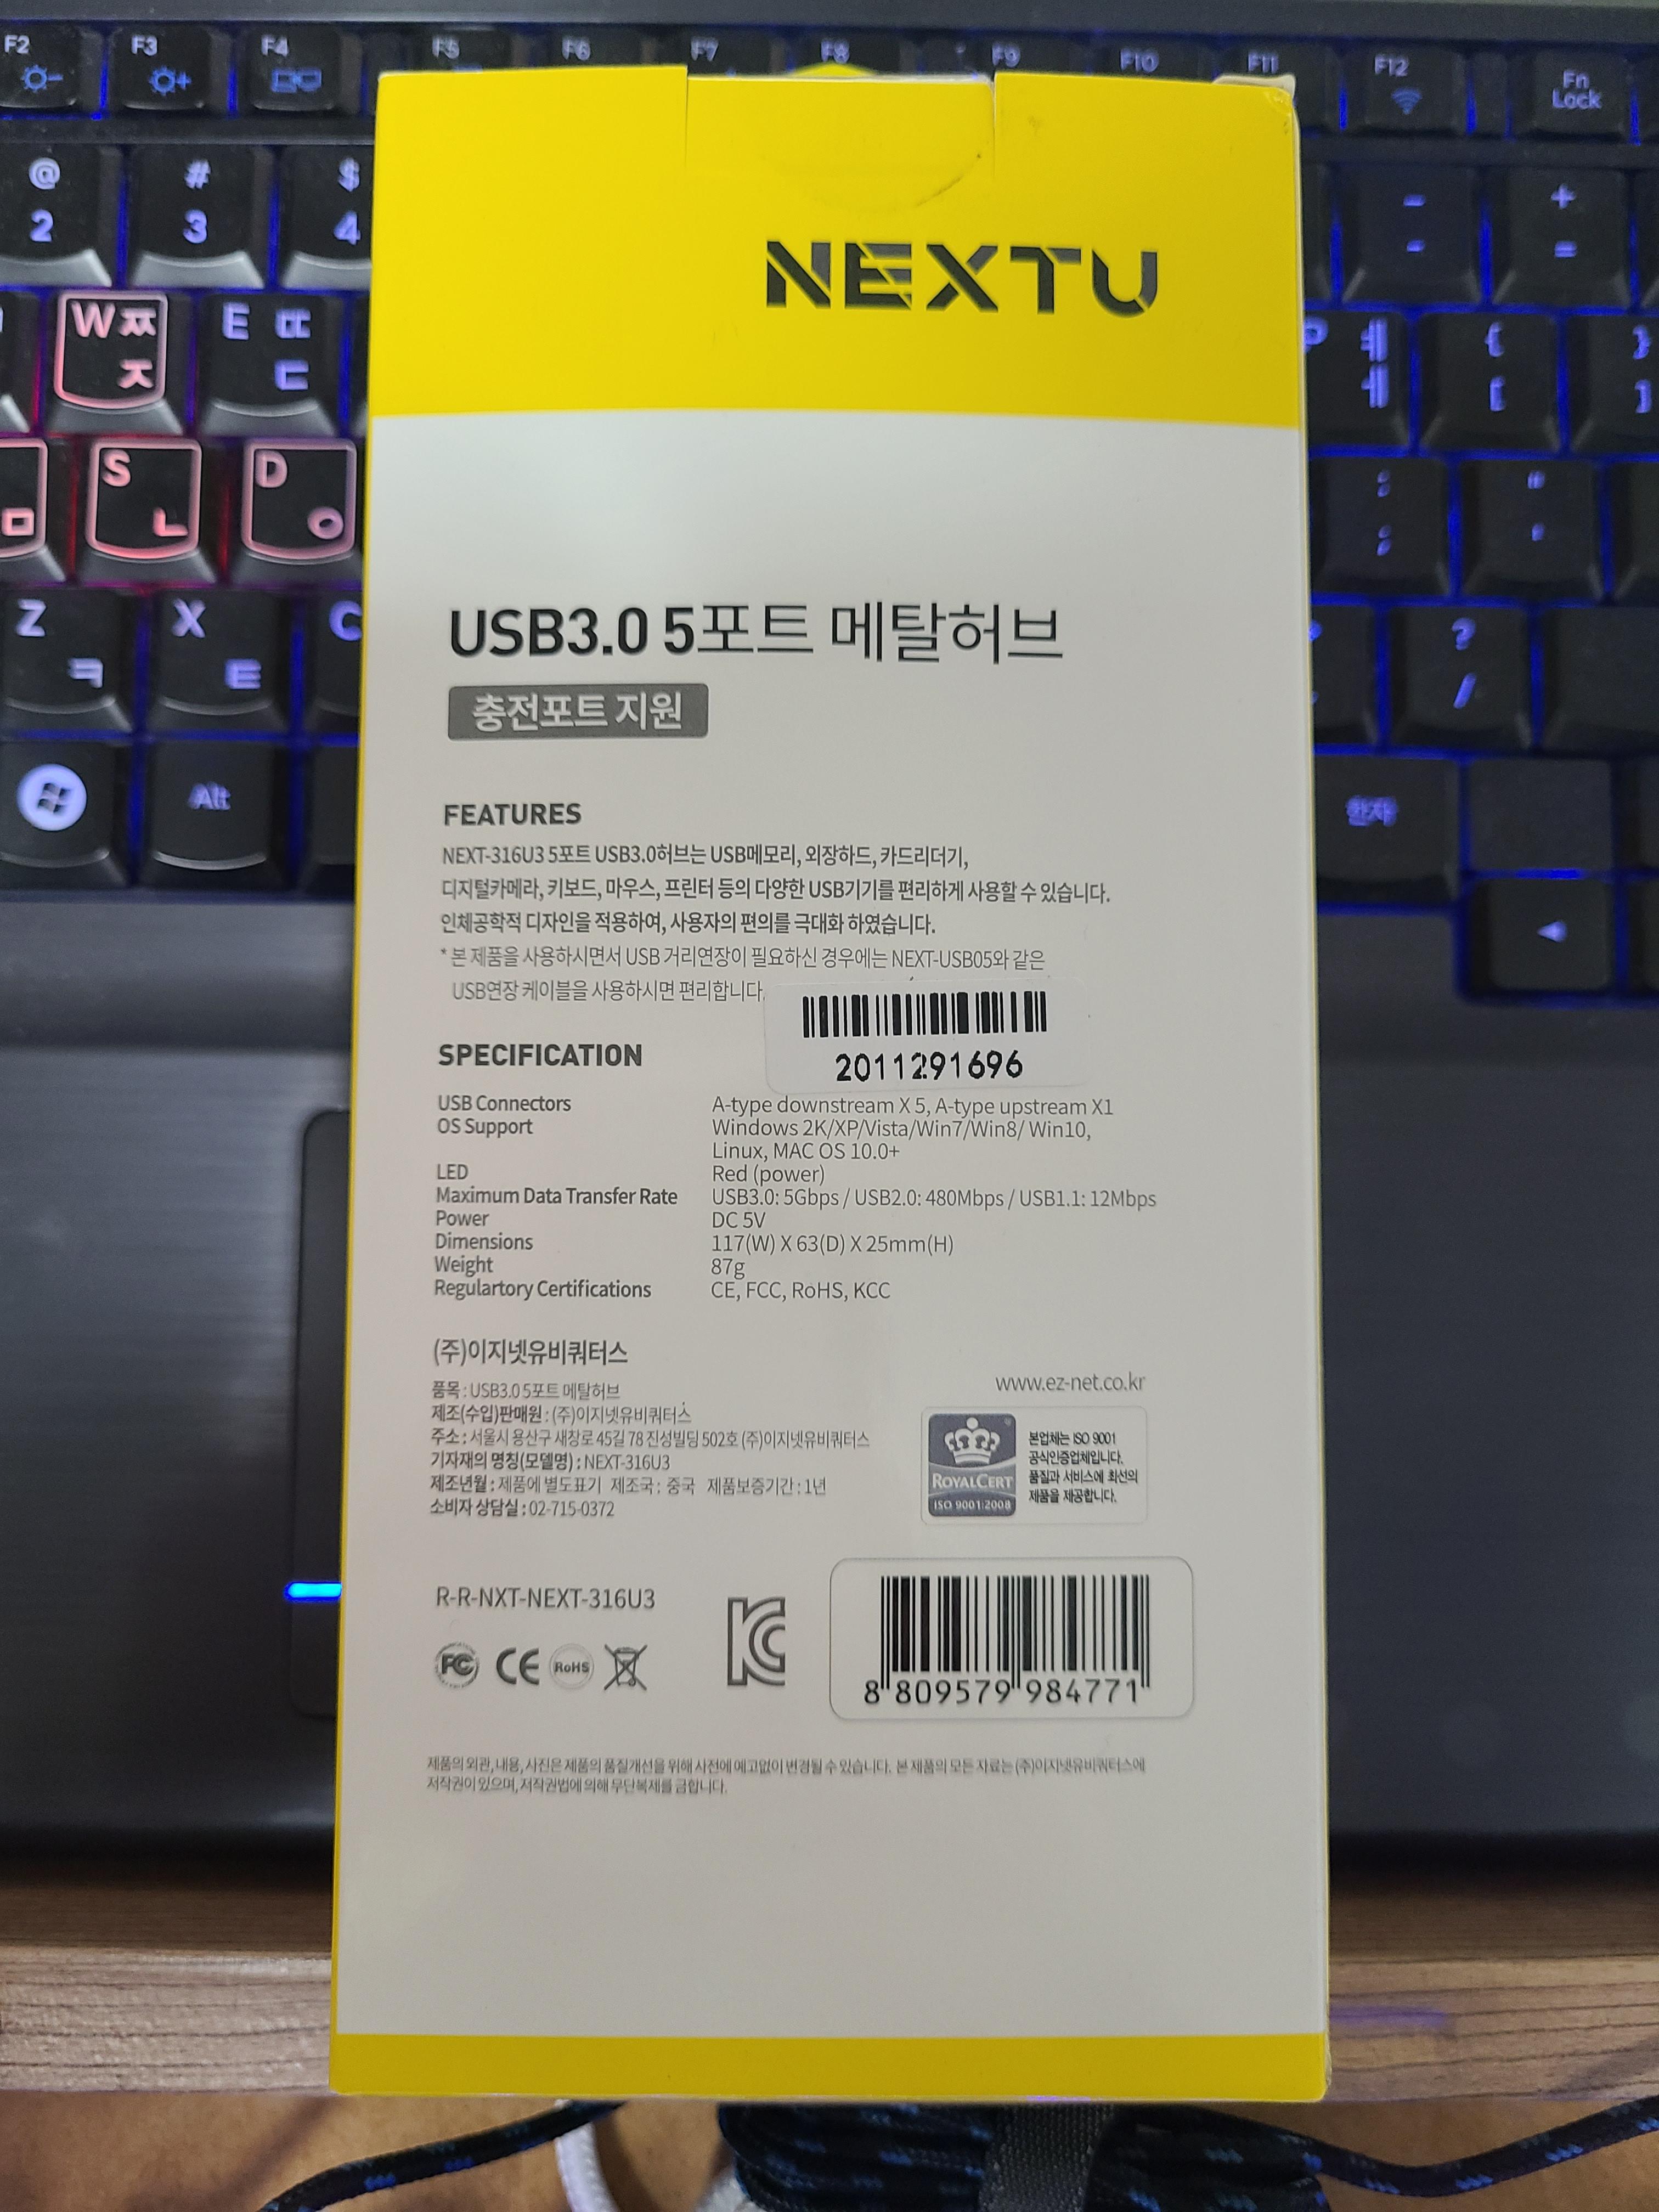 F2
F3
F4
F5
F6
F7
F8
F9
F10
F11
F12
Fn
Lock
@
2
#
3
$
4
-
+
=
W ㅉ
ㅈ
E ㄸ
ㄷ
P ㅖ
ㅔ
{
[
}
]
ㅁ
S
ㄴ
D
ㅇ
:
;
"
'
Z
ㅋ
X
ㅌ
C
?
/
Alt
한자
NEXTU
USB3.0 5포트 메탈허브
충전포트 지원
FEATURES
NEXT-316U3 5포트 USB3.0허브는 USB메모리, 외장하드, 카드리더기,
디지털카메라, 키보드, 마우스, 프린터 등의 다양한 USB기기를 편리하게 사용할 수 있습니다.
인체공학적 디자인을 적용하여, 사용자의 편의를 극대화 하였습니다.
* 본 제품을 사용하시면서 USB 거리연장이 필요하신 경우에는 NEXT-USB05와 같은
USB연장 케이블을 사용하시면 편리합니다.
2011291696
SPECIFICATION
USB Connectors A-type downstream X 5, A-type upstream X1
OS Support Windows 2K/XP/Vista/Win7/Win8/ Win10,
Linux, MAC OS 10.0+
LED Red (power)
Maximum Data Transfer Rate USB3.0: 5Gbps / USB2.0: 480Mbps / USB1.1: 12Mbps
Power DC 5V
Dimensions 117(W) X 63(D) X 25mm(H)
Weight 87g
Regulartory Certifications CE, FCC, RoHS, KCC
(주)이지넷유비쿼터스
품목 : USB3.0 5포트 메탈허브
제조(수입)판매원 : (주)이지넷유비쿼터스
주소 : 서울시 용산구 새창로 45길 78 진성빌딩 502호 (주)이지넷유비쿼터스
기자재의 명칭(모델명) : NEXT-316U3
제조년월 : 제품에 별도표기 제조국 : 중국 제품보증기간 : 1년
소비자 상담실 : 02-715-0372
www.ez-net.co.kr
ROYALCERT
ISO 9001:2008
본업체는 ISO 9001
공식인증업체입니다.
품질과 서비스에 최선의
제품을 제공합니다.
R-R-NXT-NEXT-316U3
FC CE RoHS
KC
8 809579 984771
제품의 외관, 내용, 사진은 제품의 품질개선을 위해 사전에 예고없이 변경될 수 있습니다. 본 제품의 모든 자료는 (주)이지넷유비쿼터스에
저작권이 있으며, 저작권법에 의해 무단복제를 금합니다.